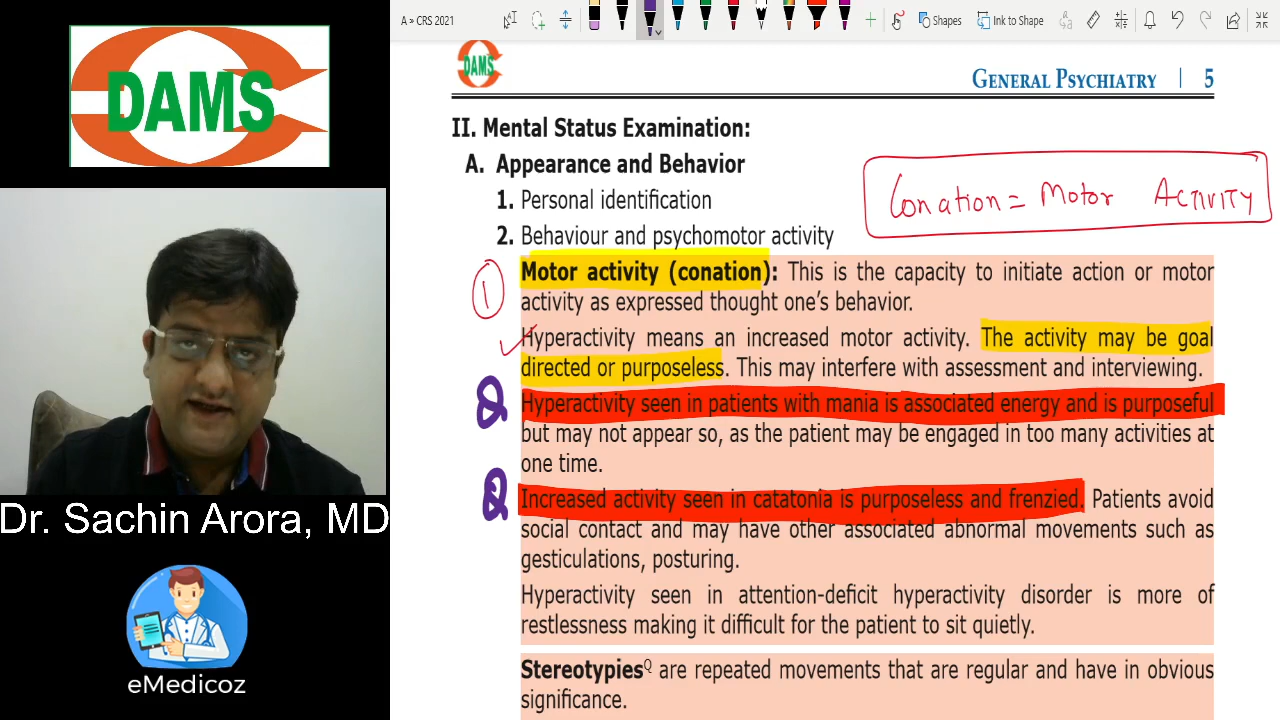 DAMS
A » CRS 2021
Shapes
Ink to Shape
DAMS
GENERAL PSYCHIATRY | 5
II. Mental Status Examination:
A. Appearance and Behavior
1. Personal identification
2. Behaviour and psychomotor activity
Conation = Motor ACTIVITY
1
Motor activity (conation): This is the capacity to initiate action or motor
activity as expressed thought one's behavior.
Hyperactivity means an increased motor activity. The activity may be goal
directed or purposeless. This may interfere with assessment and interviewing.
Q
Hyperactivity seen in patients with mania is associated energy and is purposeful
but may not appear so, as the patient may be engaged in too many activities at
one time.
Q
Increased activity seen in catatonia is purposeless and frenzied. Patients avoid
social contact and may have other associated abnormal movements such as
gesticulations, posturing.
Hyperactivity seen in attention-deficit hyperactivity disorder is more of
restlessness making it difficult for the patient to sit quietly.
StereotypiesQ are repeated movements that are regular and have in obvious
significance.
Dr. Sachin Arora, MD
eMedicoz